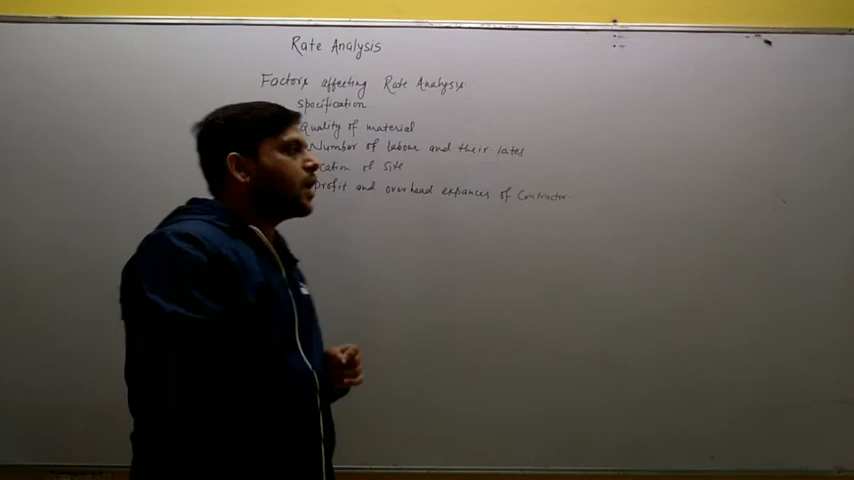 Rate Analysis
Factors affecting Rate Analysis
Specification
Quality of material
Number of labour and their rates
cation of Site
profit and overhead expances of Contractor